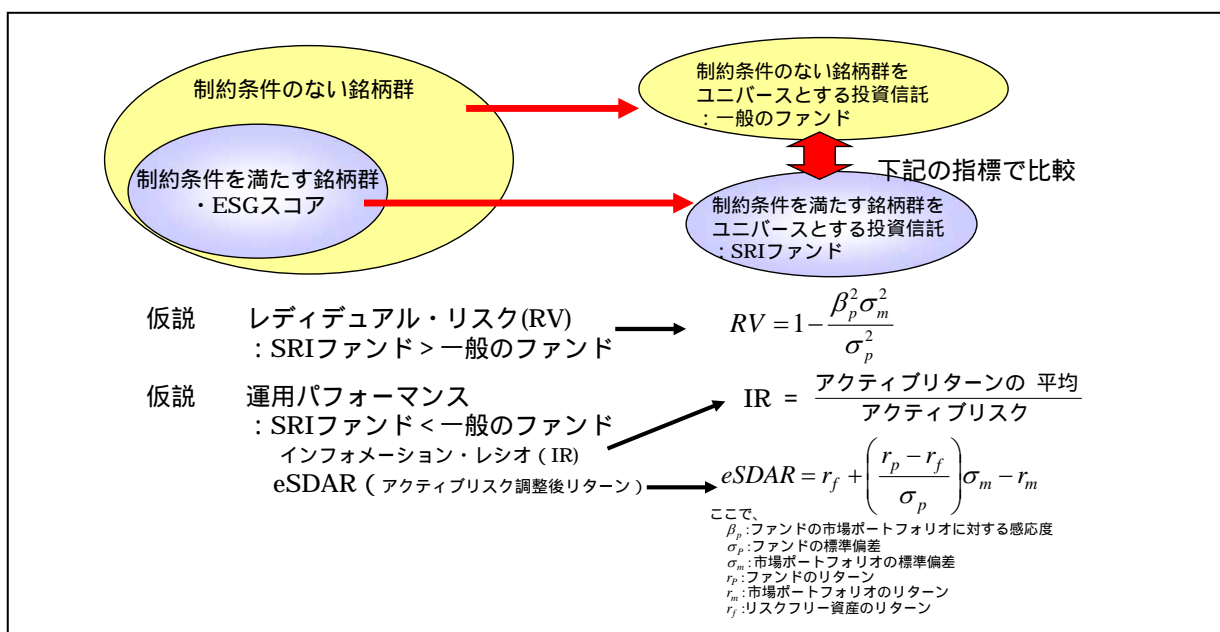 制約条件のない銘柄群
制約条件を満たす銘柄群
・ESGスコア
制約条件のない銘柄群を
ユニバースとする投資信託
:一般のファンド
下記の指標で比較
制約条件を満たす銘柄群を
ユニバースとする投資信託
:SRIファンド
仮説 レディデュアル・リスク(RV)
:SRIファンド > 一般のファンド
RV = 1 - β_p^2 σ_m^2 / σ_p^2
仮説 運用パフォーマンス
:SRIファンド < 一般のファンド
インフォメーション・レシオ(IR)
IR = アクティブリターンの 平均 / アクティブリスク
eSDAR(アクティブリスク調整後リターン)
eSDAR = r_f + ((r_p - r_f) / σ_p) σ_m - r_m
ここで、
β_p:ファンドの市場ポートフォリオに対する感応度
σ_P:ファンドの標準偏差
σ_m:市場ポートフォリオの標準偏差
r_P:ファンドのリターン
r_m:市場ポートフォリオのリターン
r_f:リスクフリー資産のリターン